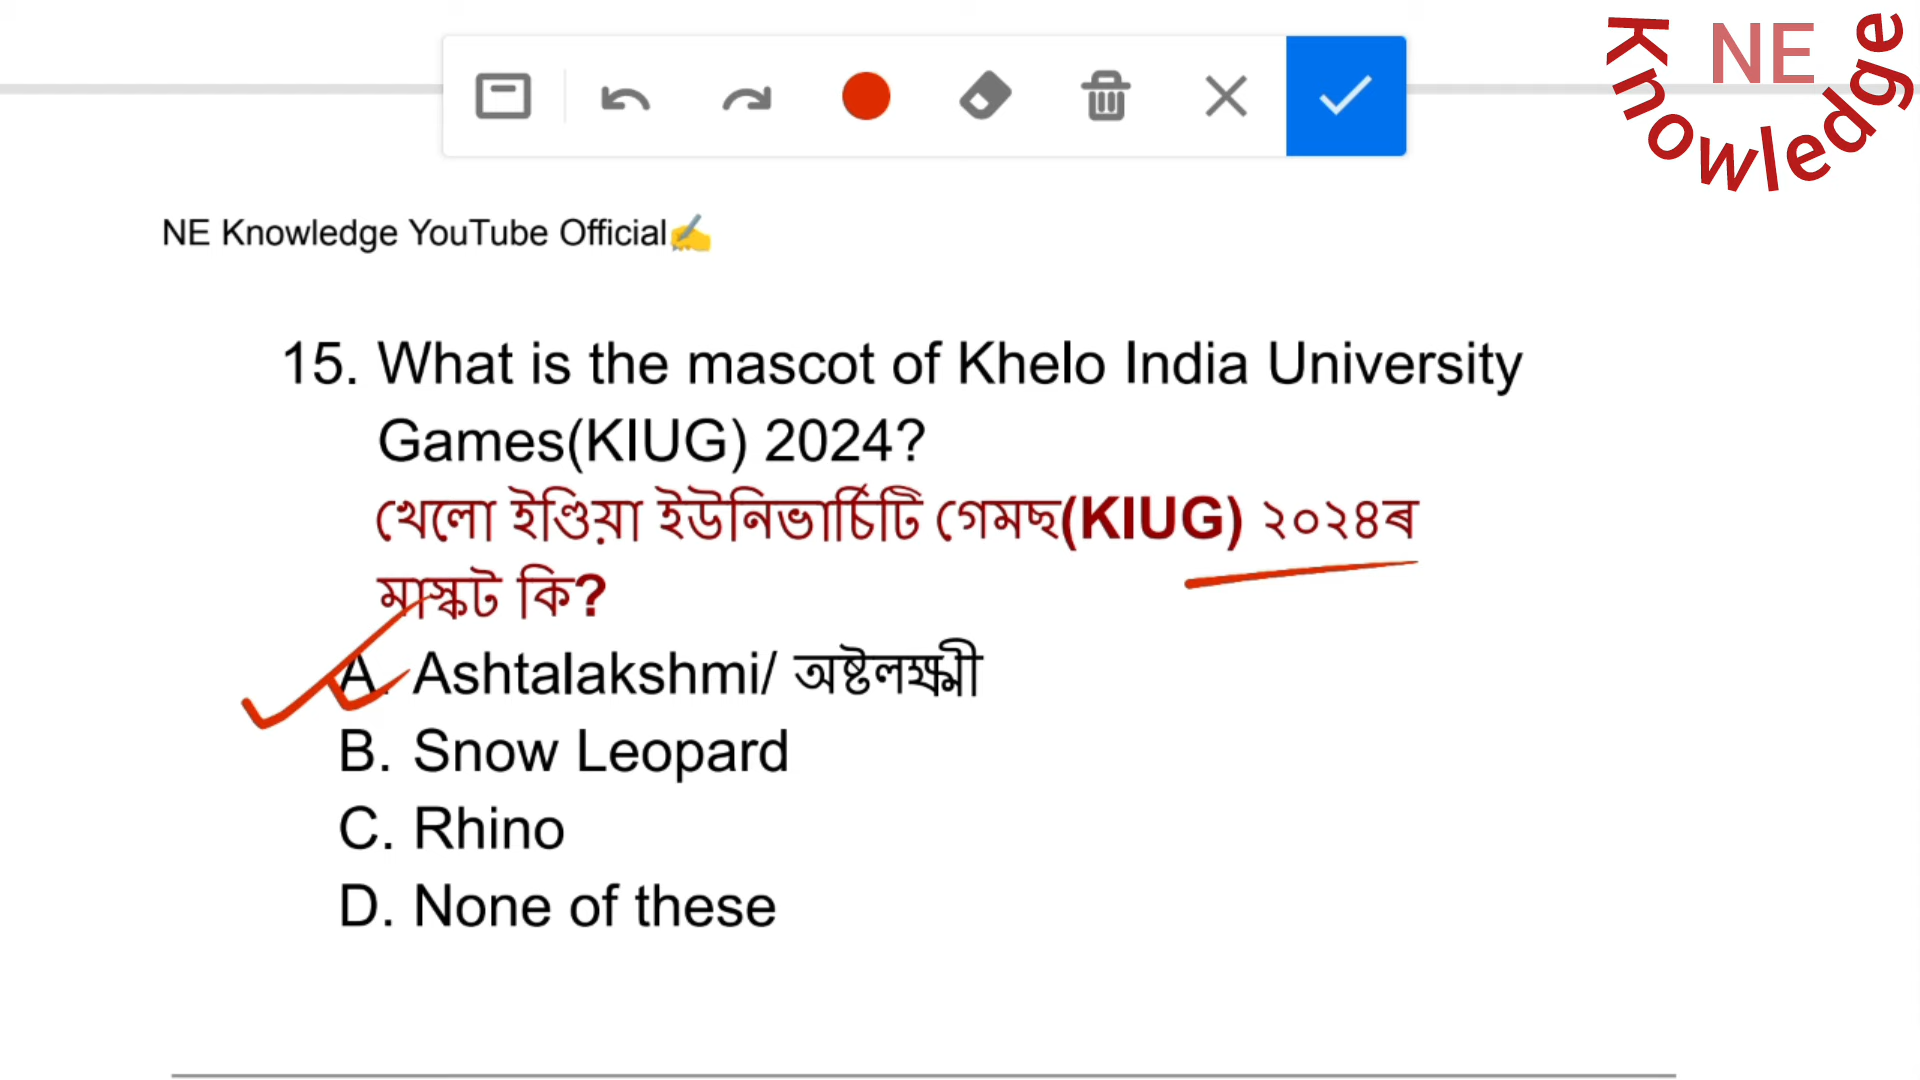 NE Knowledge
NE Knowledge YouTube Official✍️
15. What is the mascot of Khelo India University
Games(KIUG) 2024?
খেলো ইণ্ডিয়া ইউনিভাৰ্চিটি গেমছ(KIUG) ২০২৪ৰ
মাস্কট কি?
A. Ashtalakshmi/ অষ্টলক্ষ্মী
B. Snow Leopard
C. Rhino
D. None of these